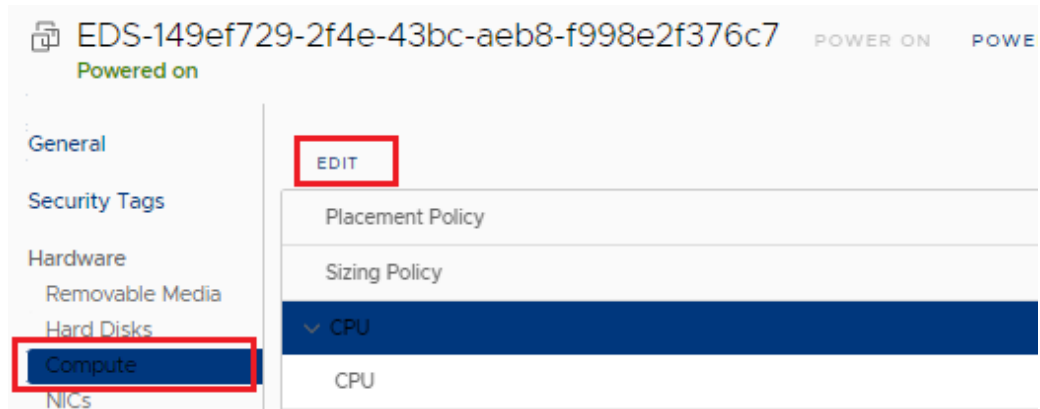 EDS-149ef729-2f4e-43bc-aeb8-f998e2f376c7 POWER ON POWE
Powered on
General
EDIT
Security Tags
Placement Policy
Hardware
Sizing Policy
Removable Media
Hard Disks
CPU
Compute
CPU
NICs